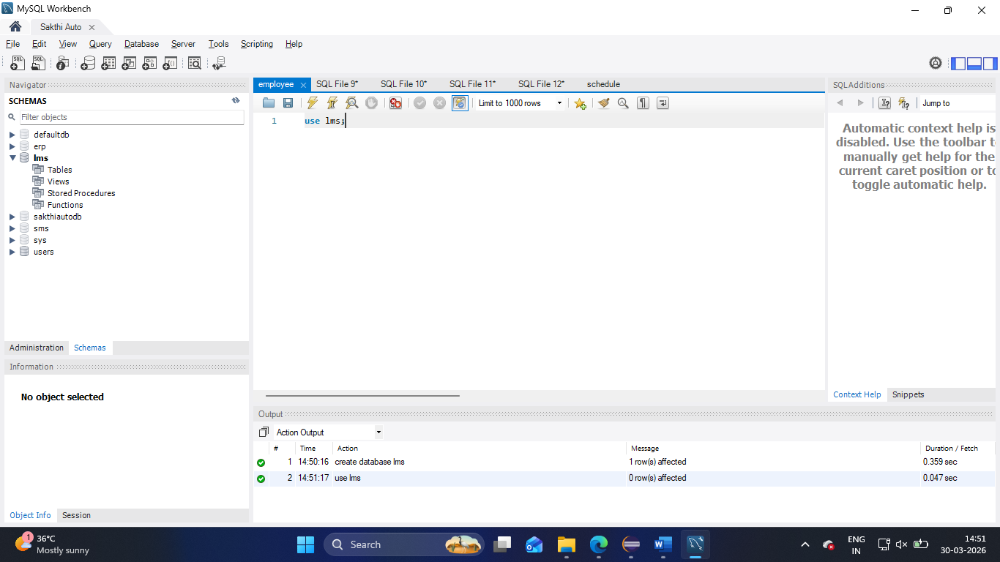 MySQL Workbench
Sakthi Auto
File Edit View Query Database Server Tools Scripting Help
Navigator
SCHEMAS
Filter objects
defaultdb
erp
lms
Tables
Views
Stored Procedures
Functions
sakthiautodb
sms
sys
users
Administration Schemas
Information
No object selected
Object Info Session
employee SQL File 9* SQL File 10* SQL File 11* SQL File 12* schedule
Limit to 1000 rows
1 use lms;
SQLAdditions
Jump to
Automatic context help is
disabled. Use the toolbar t
manually get help for the
current caret position or to
toggle automatic help.
Context Help Snippets
Output
Action Output
# Time Action Message Duration / Fetch
1 14:50:16 create database lms 1 row(s) affected 0.359 sec
2 14:51:17 use lms 0 row(s) affected 0.047 sec
1
36°C
Mostly sunny
Search
ENG
IN
14:51
30-03-2026